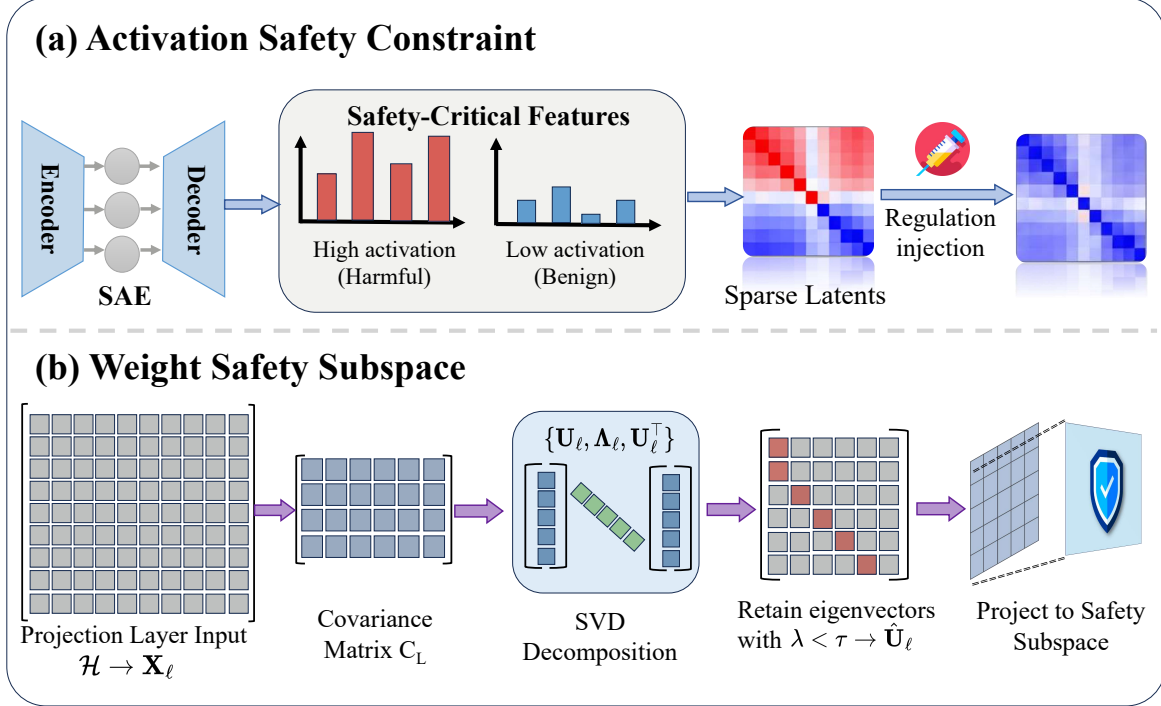 (a) Activation Safety Constraint
Encoder
Decoder
SAE
Safety-Critical Features
High activation
(Harmful)
Low activation
(Benign)
Sparse Latents
Regulation
injection
(b) Weight Safety Subspace
Projection Layer Input
ℋ → X_ℓ
Covariance
Matrix C_L
{U_ℓ, Λ_ℓ, U_ℓ^⊤}
SVD
Decomposition
Retain eigenvectors
with λ < τ → Û_ℓ
Project to Safety
Subspace